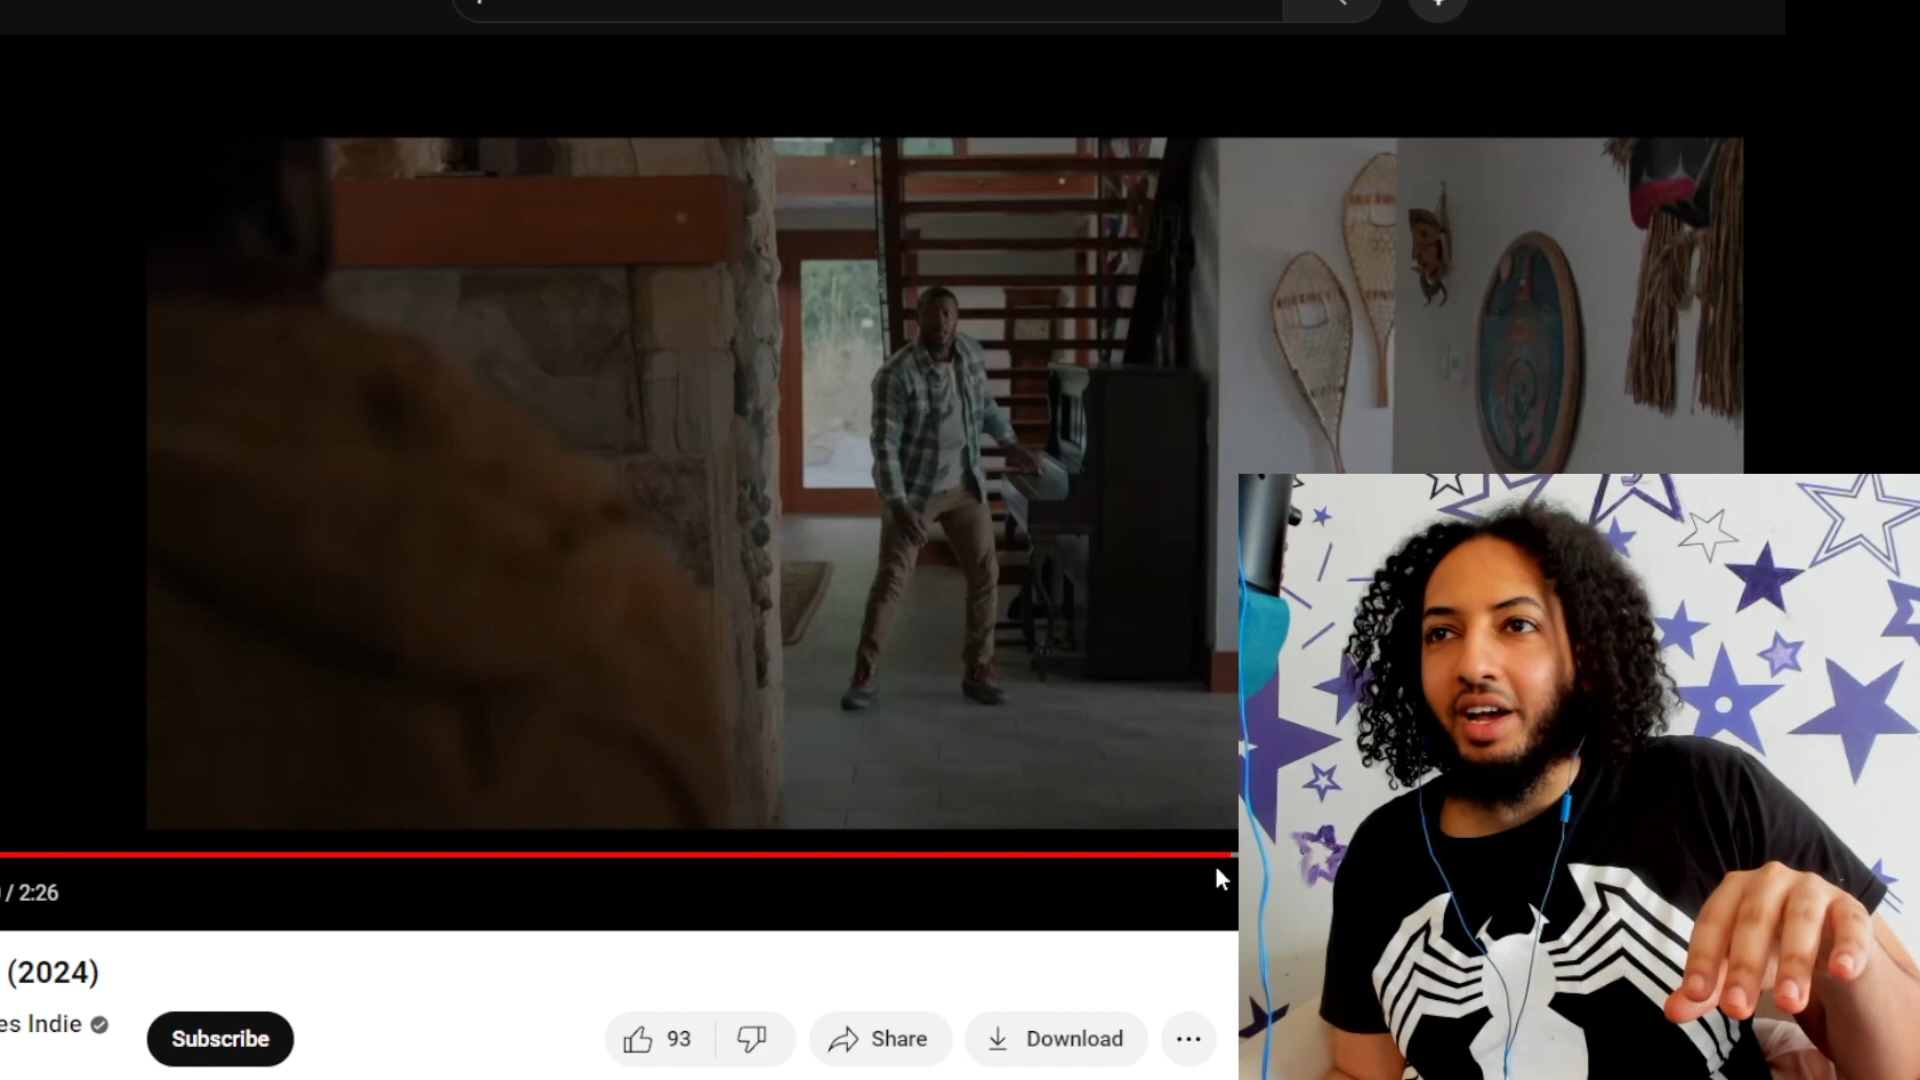 / 2:26
(2024)
es Indie
Subscribe
93
Share
Download